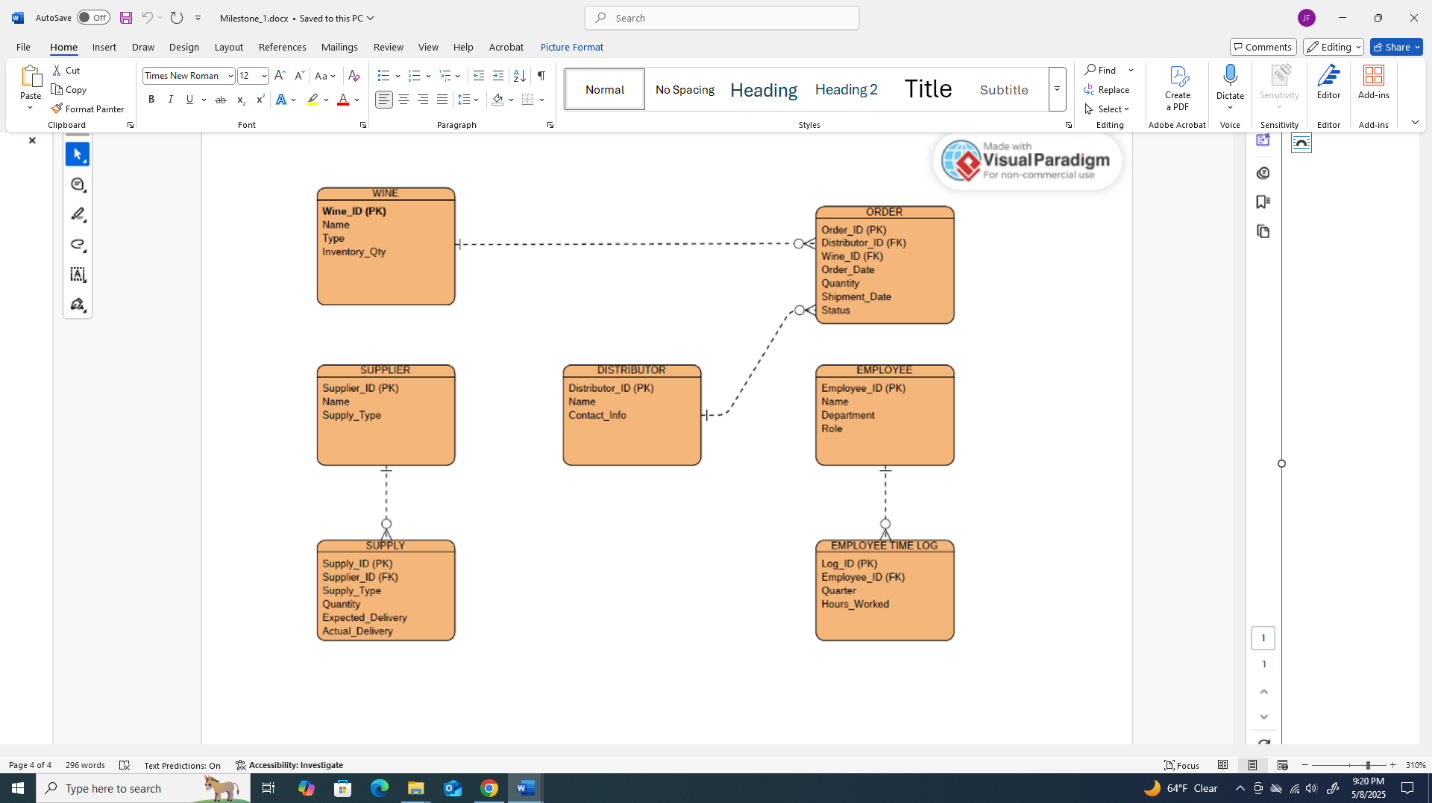 AutoSave Off Milestone_1.docx • Saved to this PC Search JF
File Home Insert Draw Design Layout References Mailings Review View Help Acrobat Picture Format Comments Editing Share
Paste
Cut
Copy
Format Painter
Clipboard
Times New Roman 12
Font
Paragraph
Normal No Spacing Heading Heading 2 Title Subtitle
Styles
Find
Replace
Select
Editing
Create a PDF
Adobe Acrobat
Dictate
Voice
Sensitivity
Sensitivity
Editor
Editor
Add-ins
Add-ins
Made with
VisualParadigm
For non-commercial use
WINE
Wine_ID (PK)
Name
Type
Inventory_Qty
ORDER
Order_ID (PK)
Distributor_ID (FK)
Wine_ID (FK)
Order_Date
Quantity
Shipment_Date
Status
SUPPLIER
Supplier_ID (PK)
Name
Supply_Type
DISTRIBUTOR
Distributor_ID (PK)
Name
Contact_Info
EMPLOYEE
Employee_ID (PK)
Name
Department
Role
SUPPLY
Supply_ID (PK)
Supplier_ID (FK)
Supply_Type
Quantity
Expected_Delivery
Actual_Delivery
EMPLOYEE TIME LOG
Log_ID (PK)
Employee_ID (FK)
Quarter
Hours_Worked
1
1
Page 4 of 4 296 words Text Predictions: On Accessibility: Investigate Focus 310%
Type here to search 64°F Clear 9:20 PM
5/8/2025